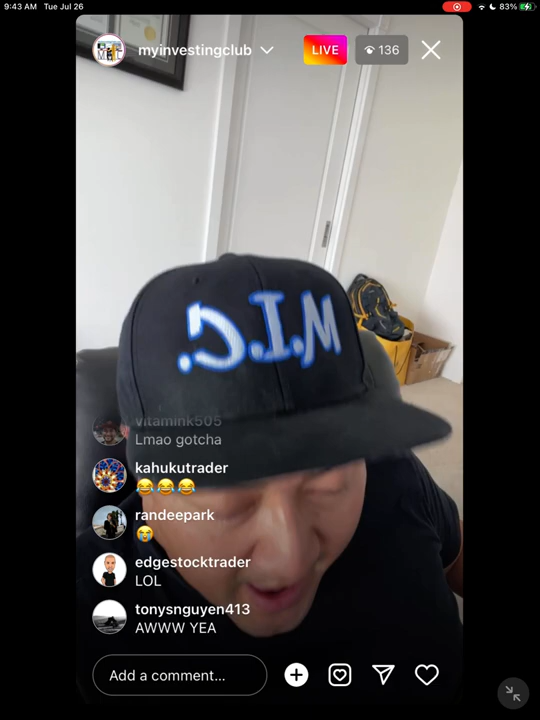 9:43 AM Tue Jul 26
83%
myinvestingclub
LIVE
136
M.I.C.
vitamink505
Lmao gotcha
kahukutrader
😂😂😂
randeepark
😭
edgestocktrader
LOL
tonysnguyen413
AWWW YEA
Add a comment...